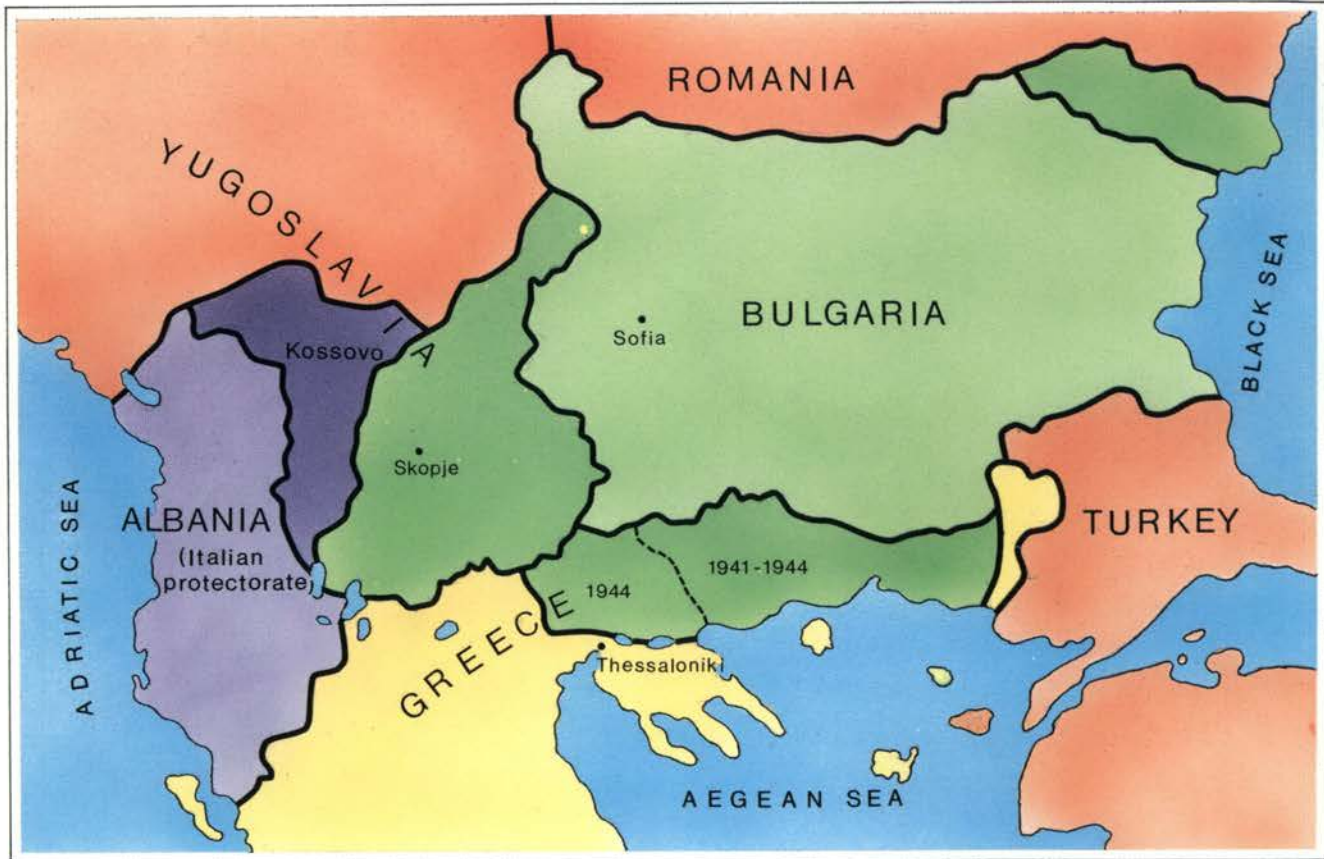 ROMANIA
YUGOSLAVIA
BULGARIA
Sofia
BLACK SEA
Kossovo
Skopje
ALBANIA
(Italian
protectorate)
TURKEY
1941-1944
1944
GREECE
Thessaloniki
ADRIATIC SEA
AEGEAN SEA